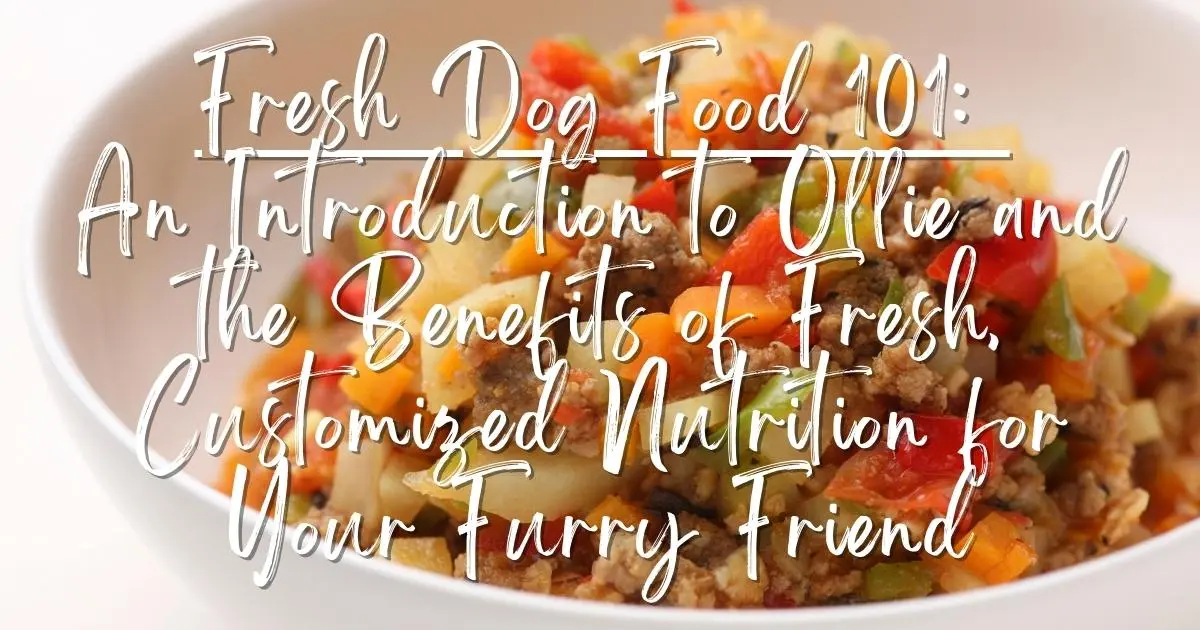 Fresh Dog Food 101:
An Introduction to Ollie and
the Benefits of Fresh,
Customized Nutrition for
Your Furry Friend